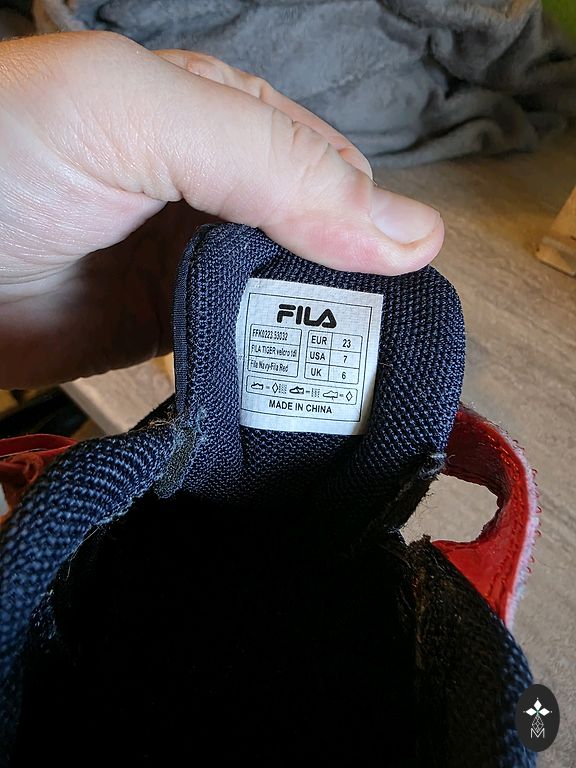 FILA
FFK0223.53032
FILA TIGER velcro tdl
Fila Navy-Fila Red
EUR 23
USA 7
UK 6
MADE IN CHINA
M